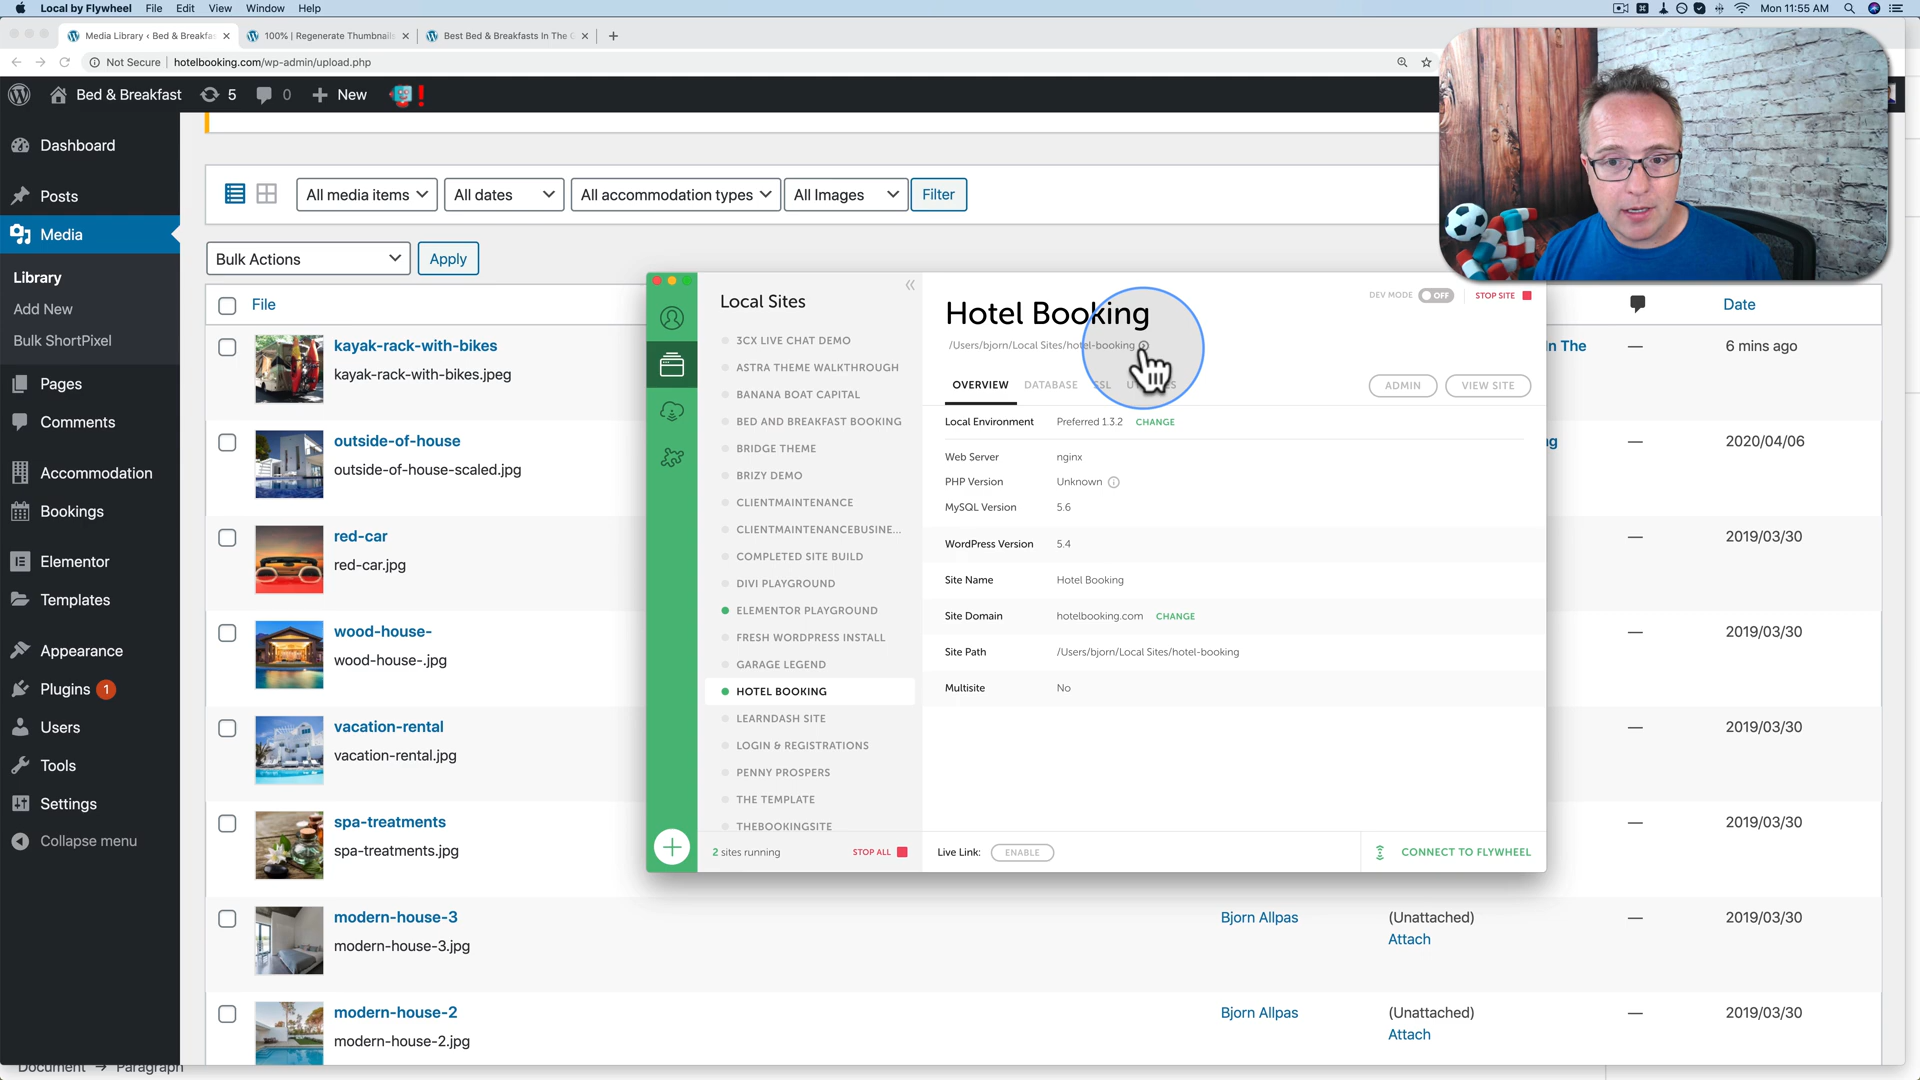 Local by Flywheel File Edit View Window Help
Mon 11:55 AM
Media Library ‹ Bed & Breakfas
100% | Regenerate Thumbnails
Best Bed & Breakfasts In The
Not Secure hotelbooking.com/wp-admin/upload.php
Bed & Breakfast 5 0 New
Dashboard
Posts
Media
Library
Add New
Bulk ShortPixel
Pages
Comments
Accommodation
Bookings
Elementor
Templates
Appearance
Plugins 1
Users
Tools
Settings
Collapse menu
All media items All dates All accommodation types All Images Filter
Bulk Actions Apply
File Date
kayak-rack-with-bikes
kayak-rack-with-bikes.jpeg
In The — 6 mins ago
outside-of-house
outside-of-house-scaled.jpg
— 2020/04/06
red-car
red-car.jpg
— 2019/03/30
wood-house-
wood-house-.jpg
— 2019/03/30
vacation-rental
vacation-rental.jpg
— 2019/03/30
spa-treatments
spa-treatments.jpg
— 2019/03/30
modern-house-3
modern-house-3.jpg
Bjorn Allpas (Unattached) — 2019/03/30
Attach
modern-house-2
modern-house-2.jpg
Bjorn Allpas (Unattached) — 2019/03/30
Attach
Document → Paragraph
Local Sites
3CX LIVE CHAT DEMO
ASTRA THEME WALKTHROUGH
BANANA BOAT CAPITAL
BED AND BREAKFAST BOOKING
BRIDGE THEME
BRIZY DEMO
CLIENTMAINTENANCE
CLIENTMAINTENANCEBUSINE...
COMPLETED SITE BUILD
DIVI PLAYGROUND
ELEMENTOR PLAYGROUND
FRESH WORDPRESS INSTALL
GARAGE LEGEND
HOTEL BOOKING
LEARNDASH SITE
LOGIN & REGISTRATIONS
PENNY PROSPERS
THE TEMPLATE
THEBOOKINGSITE
2 sites running STOP ALL
Hotel Booking
DEV MODE OFF STOP SITE
/Users/bjorn/Local Sites/hotel-booking
OVERVIEW DATABASE
ADMIN VIEW SITE
Local Environment Preferred 1.3.2 CHANGE
Web Server nginx
PHP Version Unknown
MySQL Version 5.6
WordPress Version 5.4
Site Name Hotel Booking
Site Domain hotelbooking.com CHANGE
Site Path /Users/bjorn/Local Sites/hotel-booking
Multisite No
Live Link: ENABLE CONNECT TO FLYWHEEL